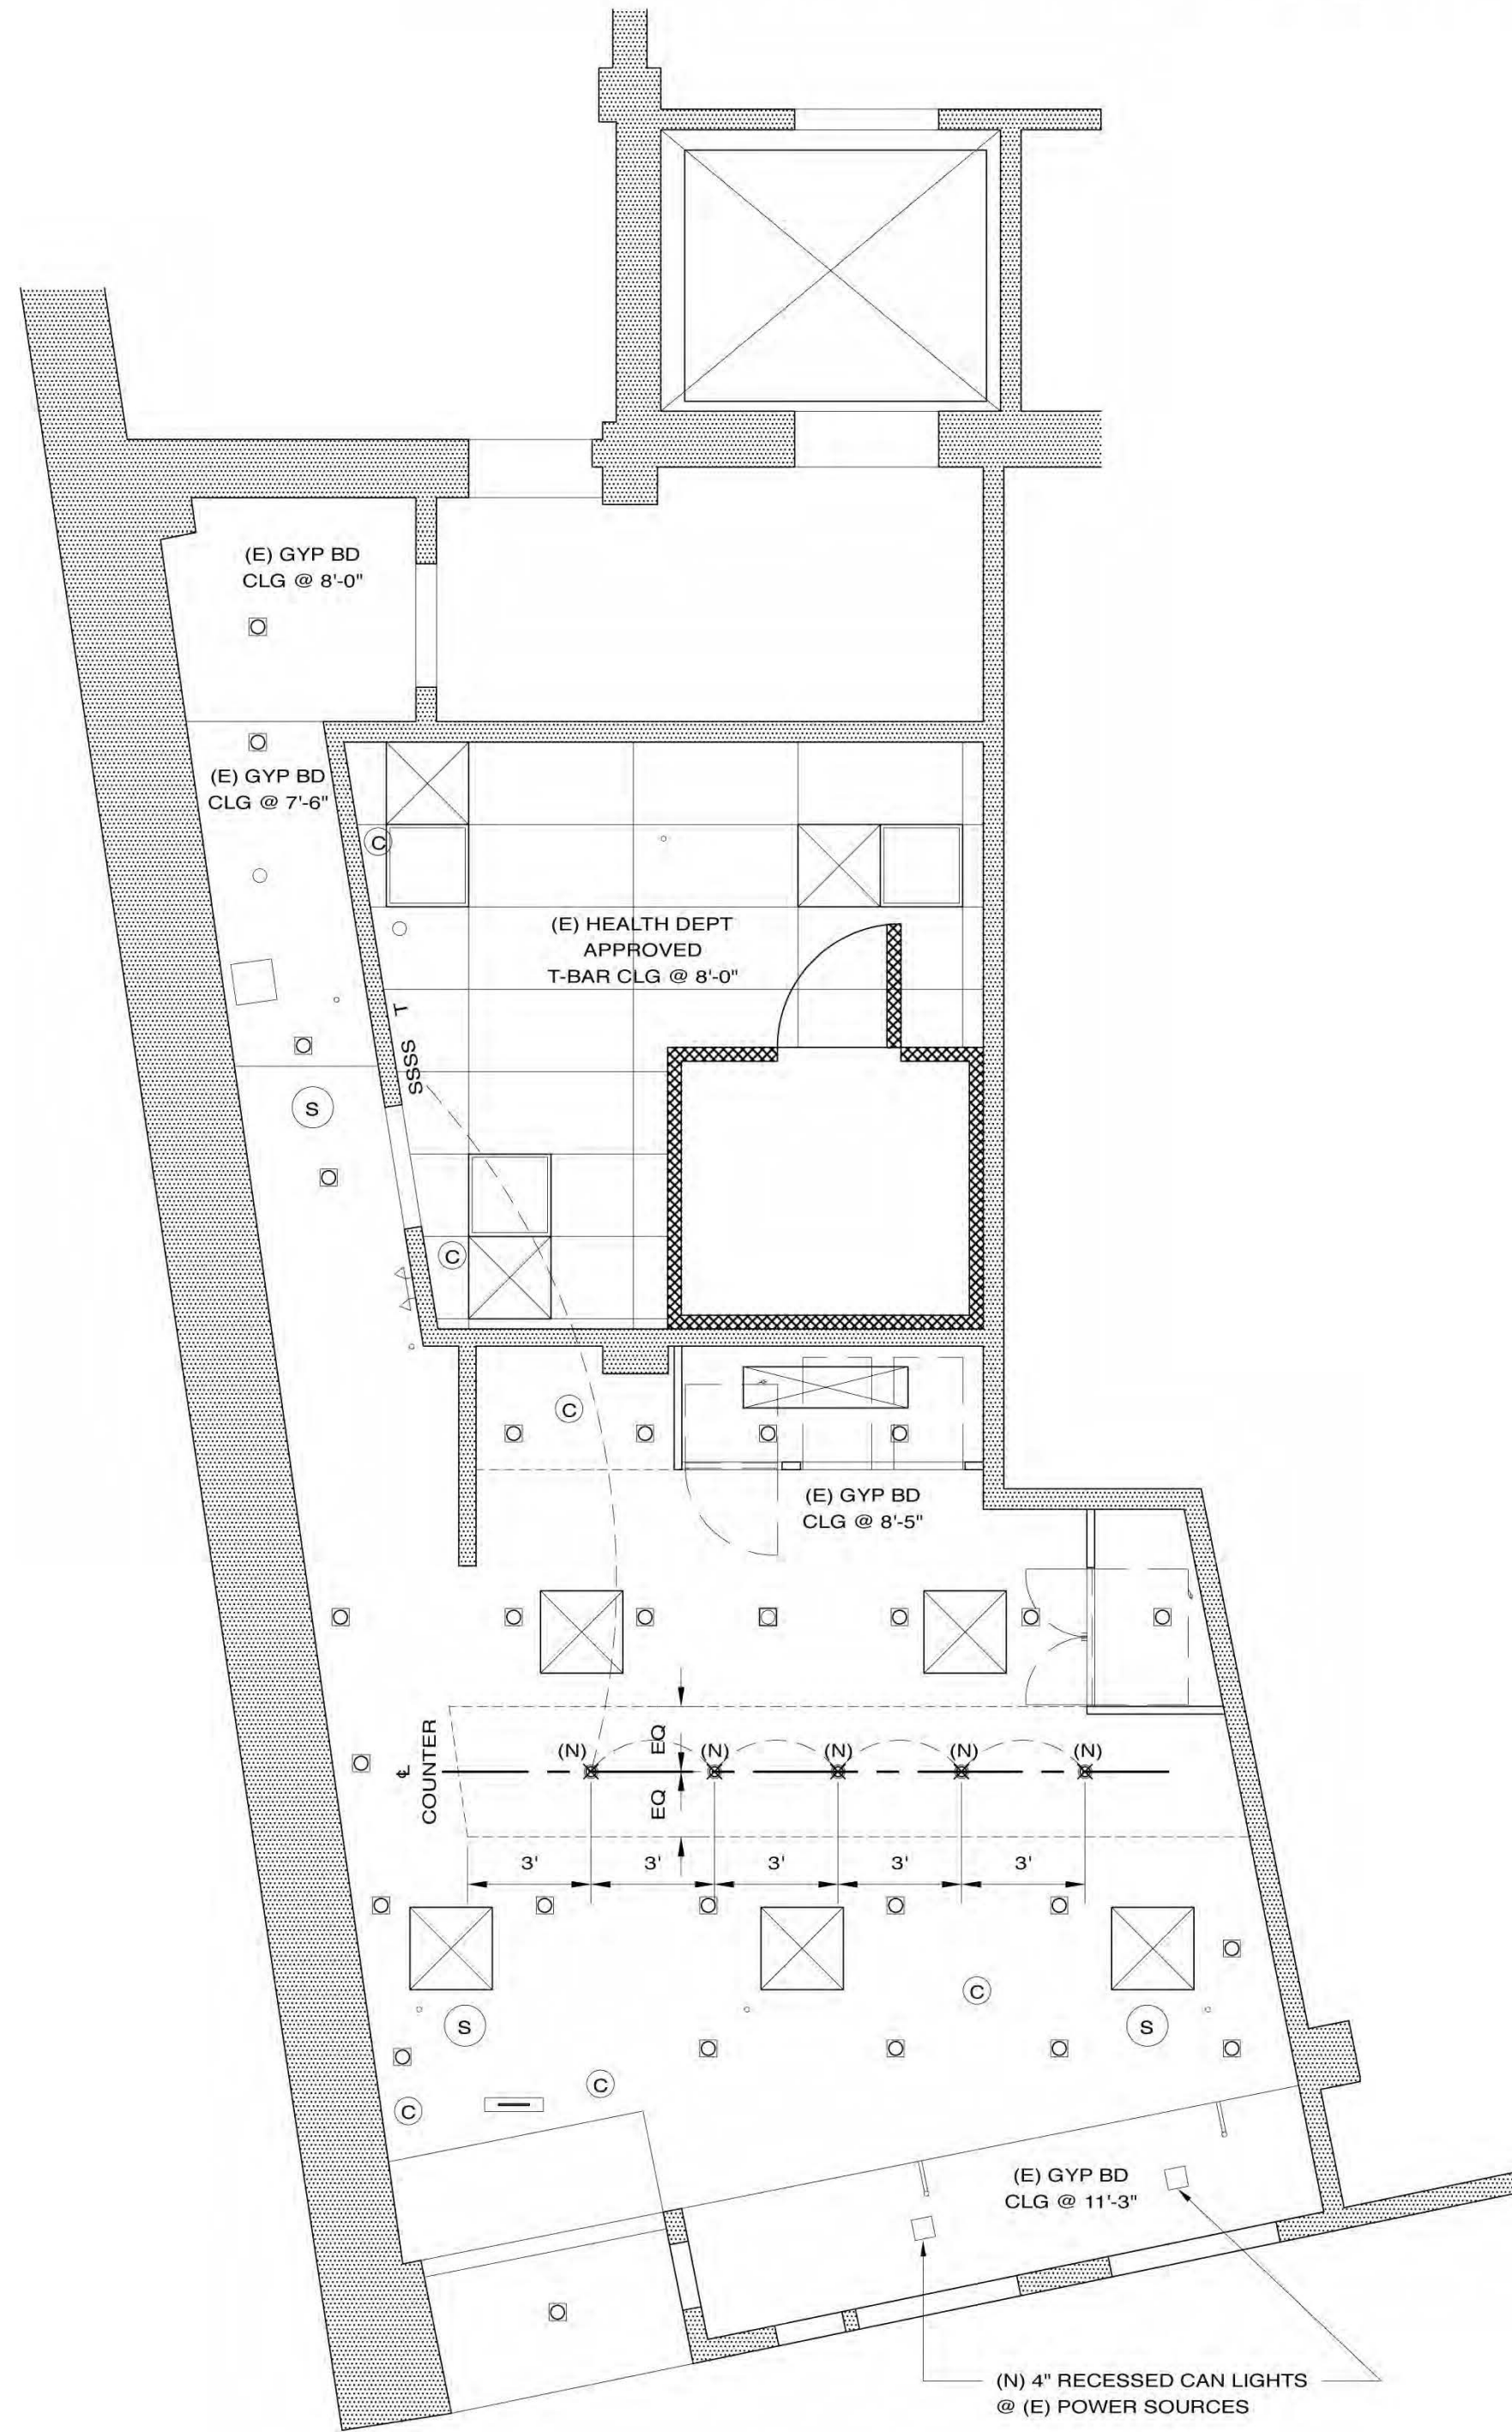 (E) GYP BD
CLG @ 8'-0"
(E) GYP BD
CLG @ 7'-6"
C
(E) HEALTH DEPT
APPROVED
T-BAR CLG @ 8'-0"
SSSS T
S
C
C
(E) GYP BD
CLG @ 8'-5"
℄
COUNTER
EQ
EQ
(N)
(N)
(N)
(N)
(N)
3'
3'
3'
3'
3'
C
S
S
C
C
(E) GYP BD
CLG @ 11'-3"
(N) 4" RECESSED CAN LIGHTS
@ (E) POWER SOURCES